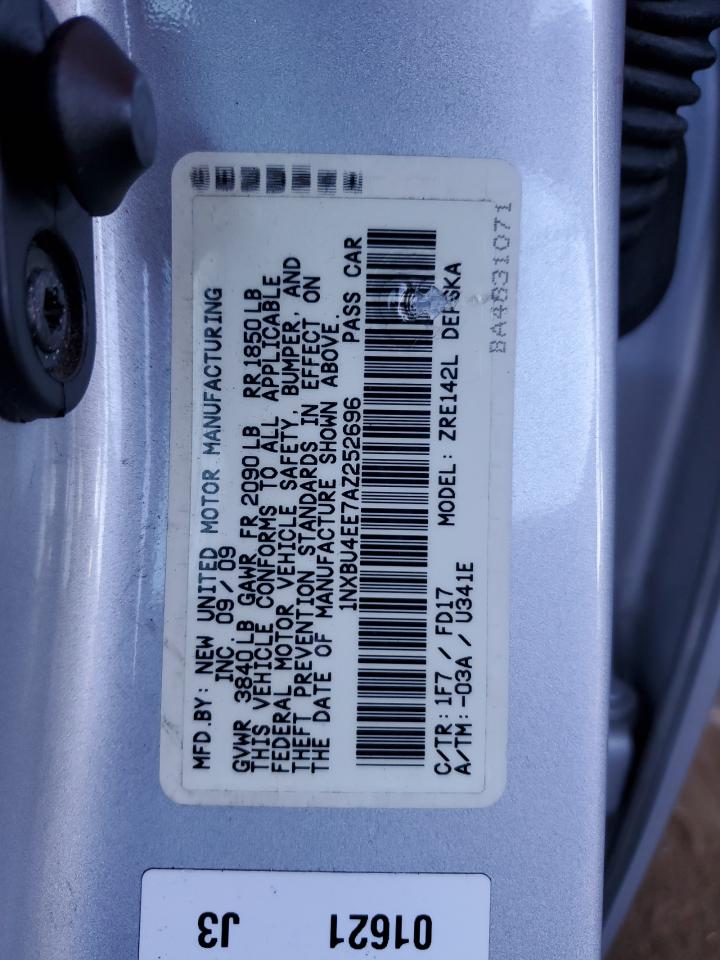 MFD.BY: NEW UNITED MOTOR MANUFACTURING
INC. 09/09
GVWR 3840LB GAWR FR 2090LB RR 1850LB
THIS VEHICLE CONFORMS TO ALL APPLICABLE
FEDERAL MOTOR VEHICLE SAFETY, BUMPER, AND
THEFT PREVENTION STANDARDS IN EFFECT ON
THE DATE OF MANUFACTURE SHOWN ABOVE.
1NXBU4EE7AZ252696 PASS CAR
C/TR: 1F7 / FD17 MODEL: ZRE142L
A/TM: -03A / U341E
BA4831071
01621
J3